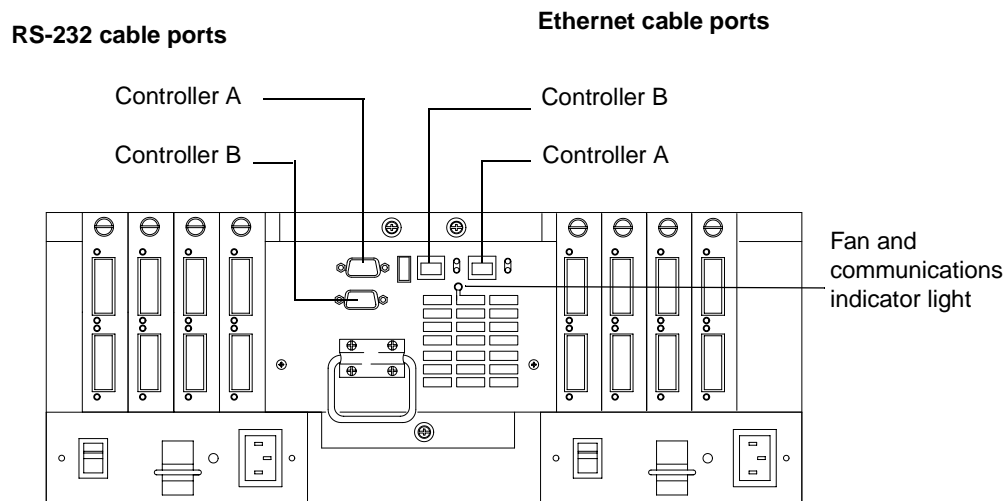 RS-232 cable ports
Ethernet cable ports
Controller A
Controller B
Controller B
Controller A
Fan and
communications
indicator light